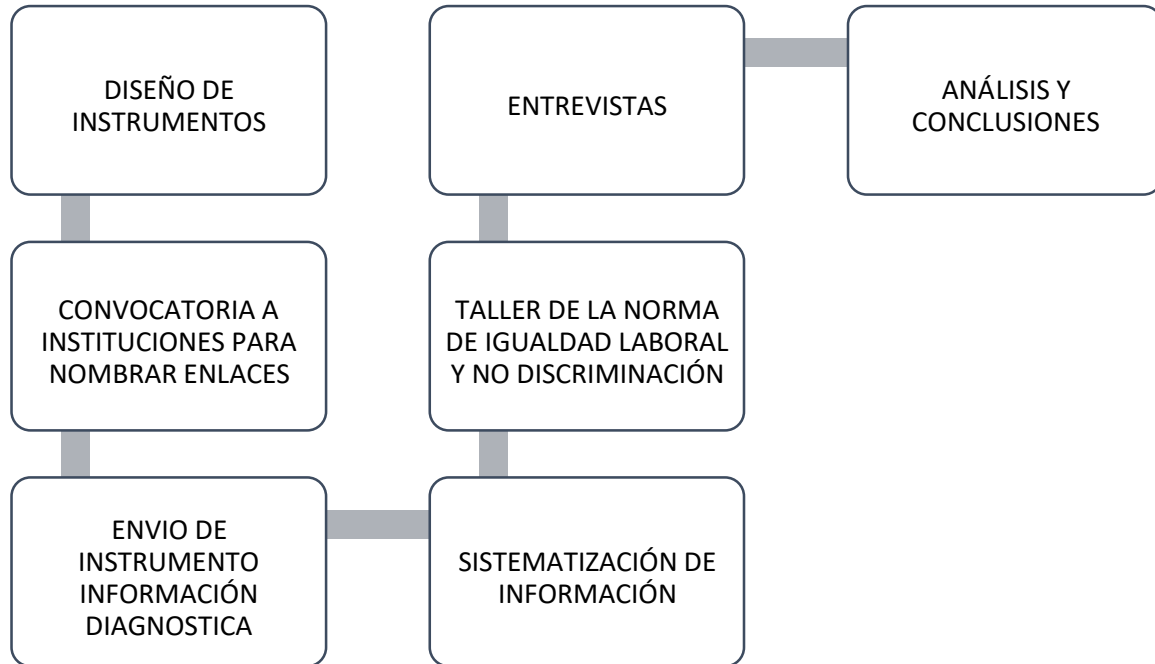 DISEÑO DE
INSTRUMENTOS
CONVOCATORIA A
INSTITUCIONES PARA
NOMBRAR ENLACES
ENVIO DE
INSTRUMENTO
INFORMACIÓN
DIAGNOSTICA
SISTEMATIZACIÓN DE
INFORMACIÓN
TALLER DE LA NORMA
DE IGUALDAD LABORAL
Y NO DISCRIMINACIÓN
ENTREVISTAS
ANÁLISIS Y
CONCLUSIONES